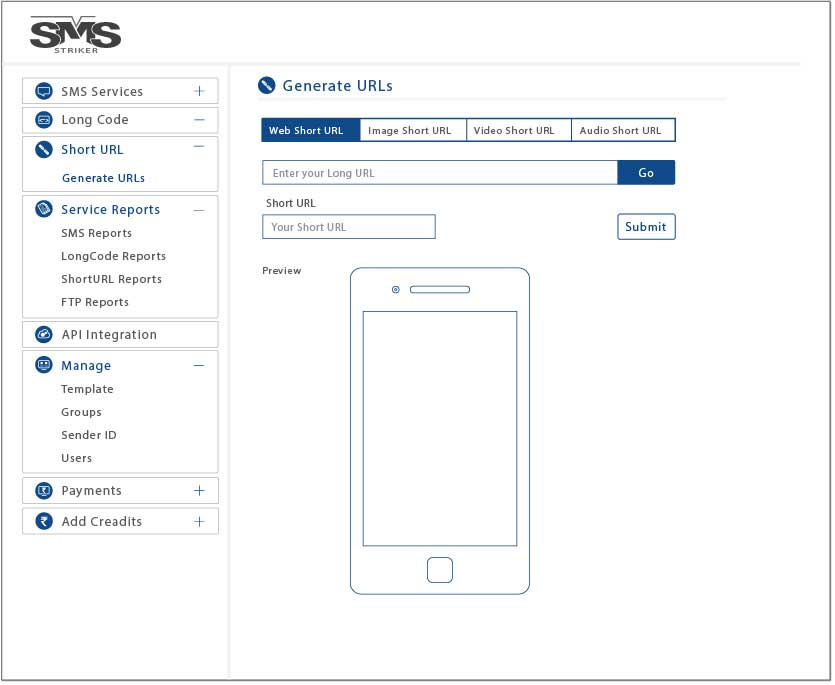 SMS
STRIKER
SMS Services
Long Code
Short URL
Generate URLs
Service Reports
SMS Reports
LongCode Reports
ShortURL Reports
FTP Reports
API Integration
Manage
Template
Groups
Sender ID
Users
Payments
Add Creadits
Generate URLs
Web Short URL
Image Short URL
Video Short URL
Audio Short URL
Enter your Long URL
Go
Short URL
Your Short URL
Submit
Preview